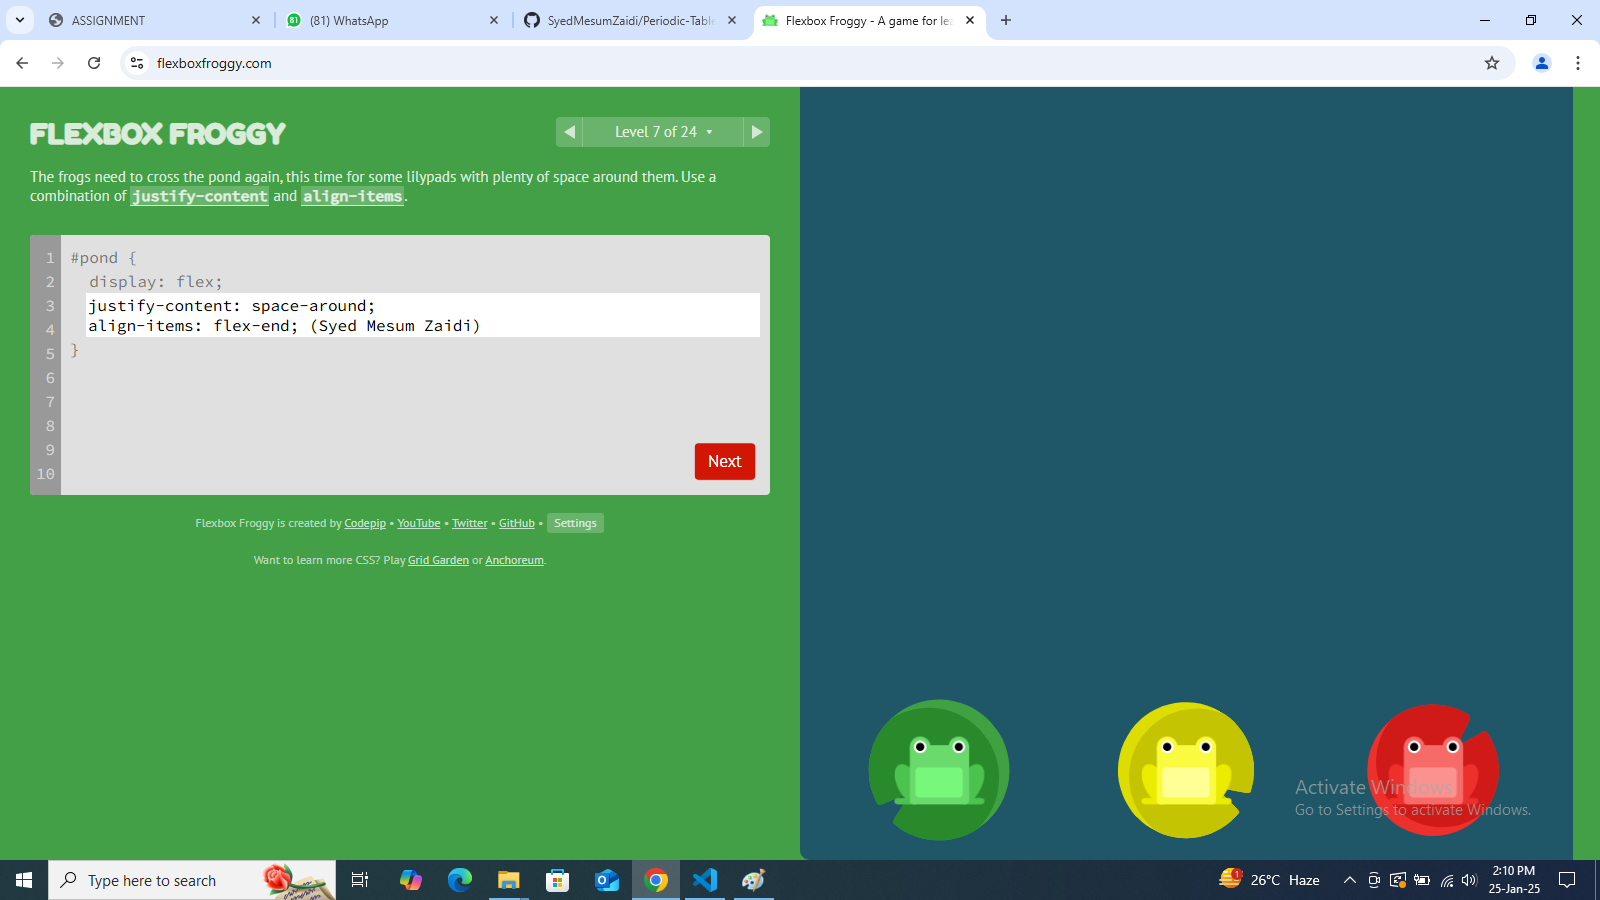 ASSIGNMENT
81
(81) WhatsApp
SyedMesumZaidi/Periodic-Table
Flexbox Froggy - A game for lea
flexboxfroggy.com
FLEXBOX FROGGY
Level 7 of 24
The frogs need to cross the pond again, this time for some lilypads with plenty of space around them. Use a
combination of justify-content and align-items.
1 #pond {
2 display: flex;
3 justify-content: space-around;
4 align-items: flex-end; (Syed Mesum Zaidi)
5 }
6
7
8
9
10
Next
Flexbox Froggy is created by Codepip • YouTube • Twitter • GitHub • Settings
Want to learn more CSS? Play Grid Garden or Anchoreum.
Activate Windows
Go to Settings to activate Windows.
Type here to search
1
26°C Haze
2:10 PM
25-Jan-25